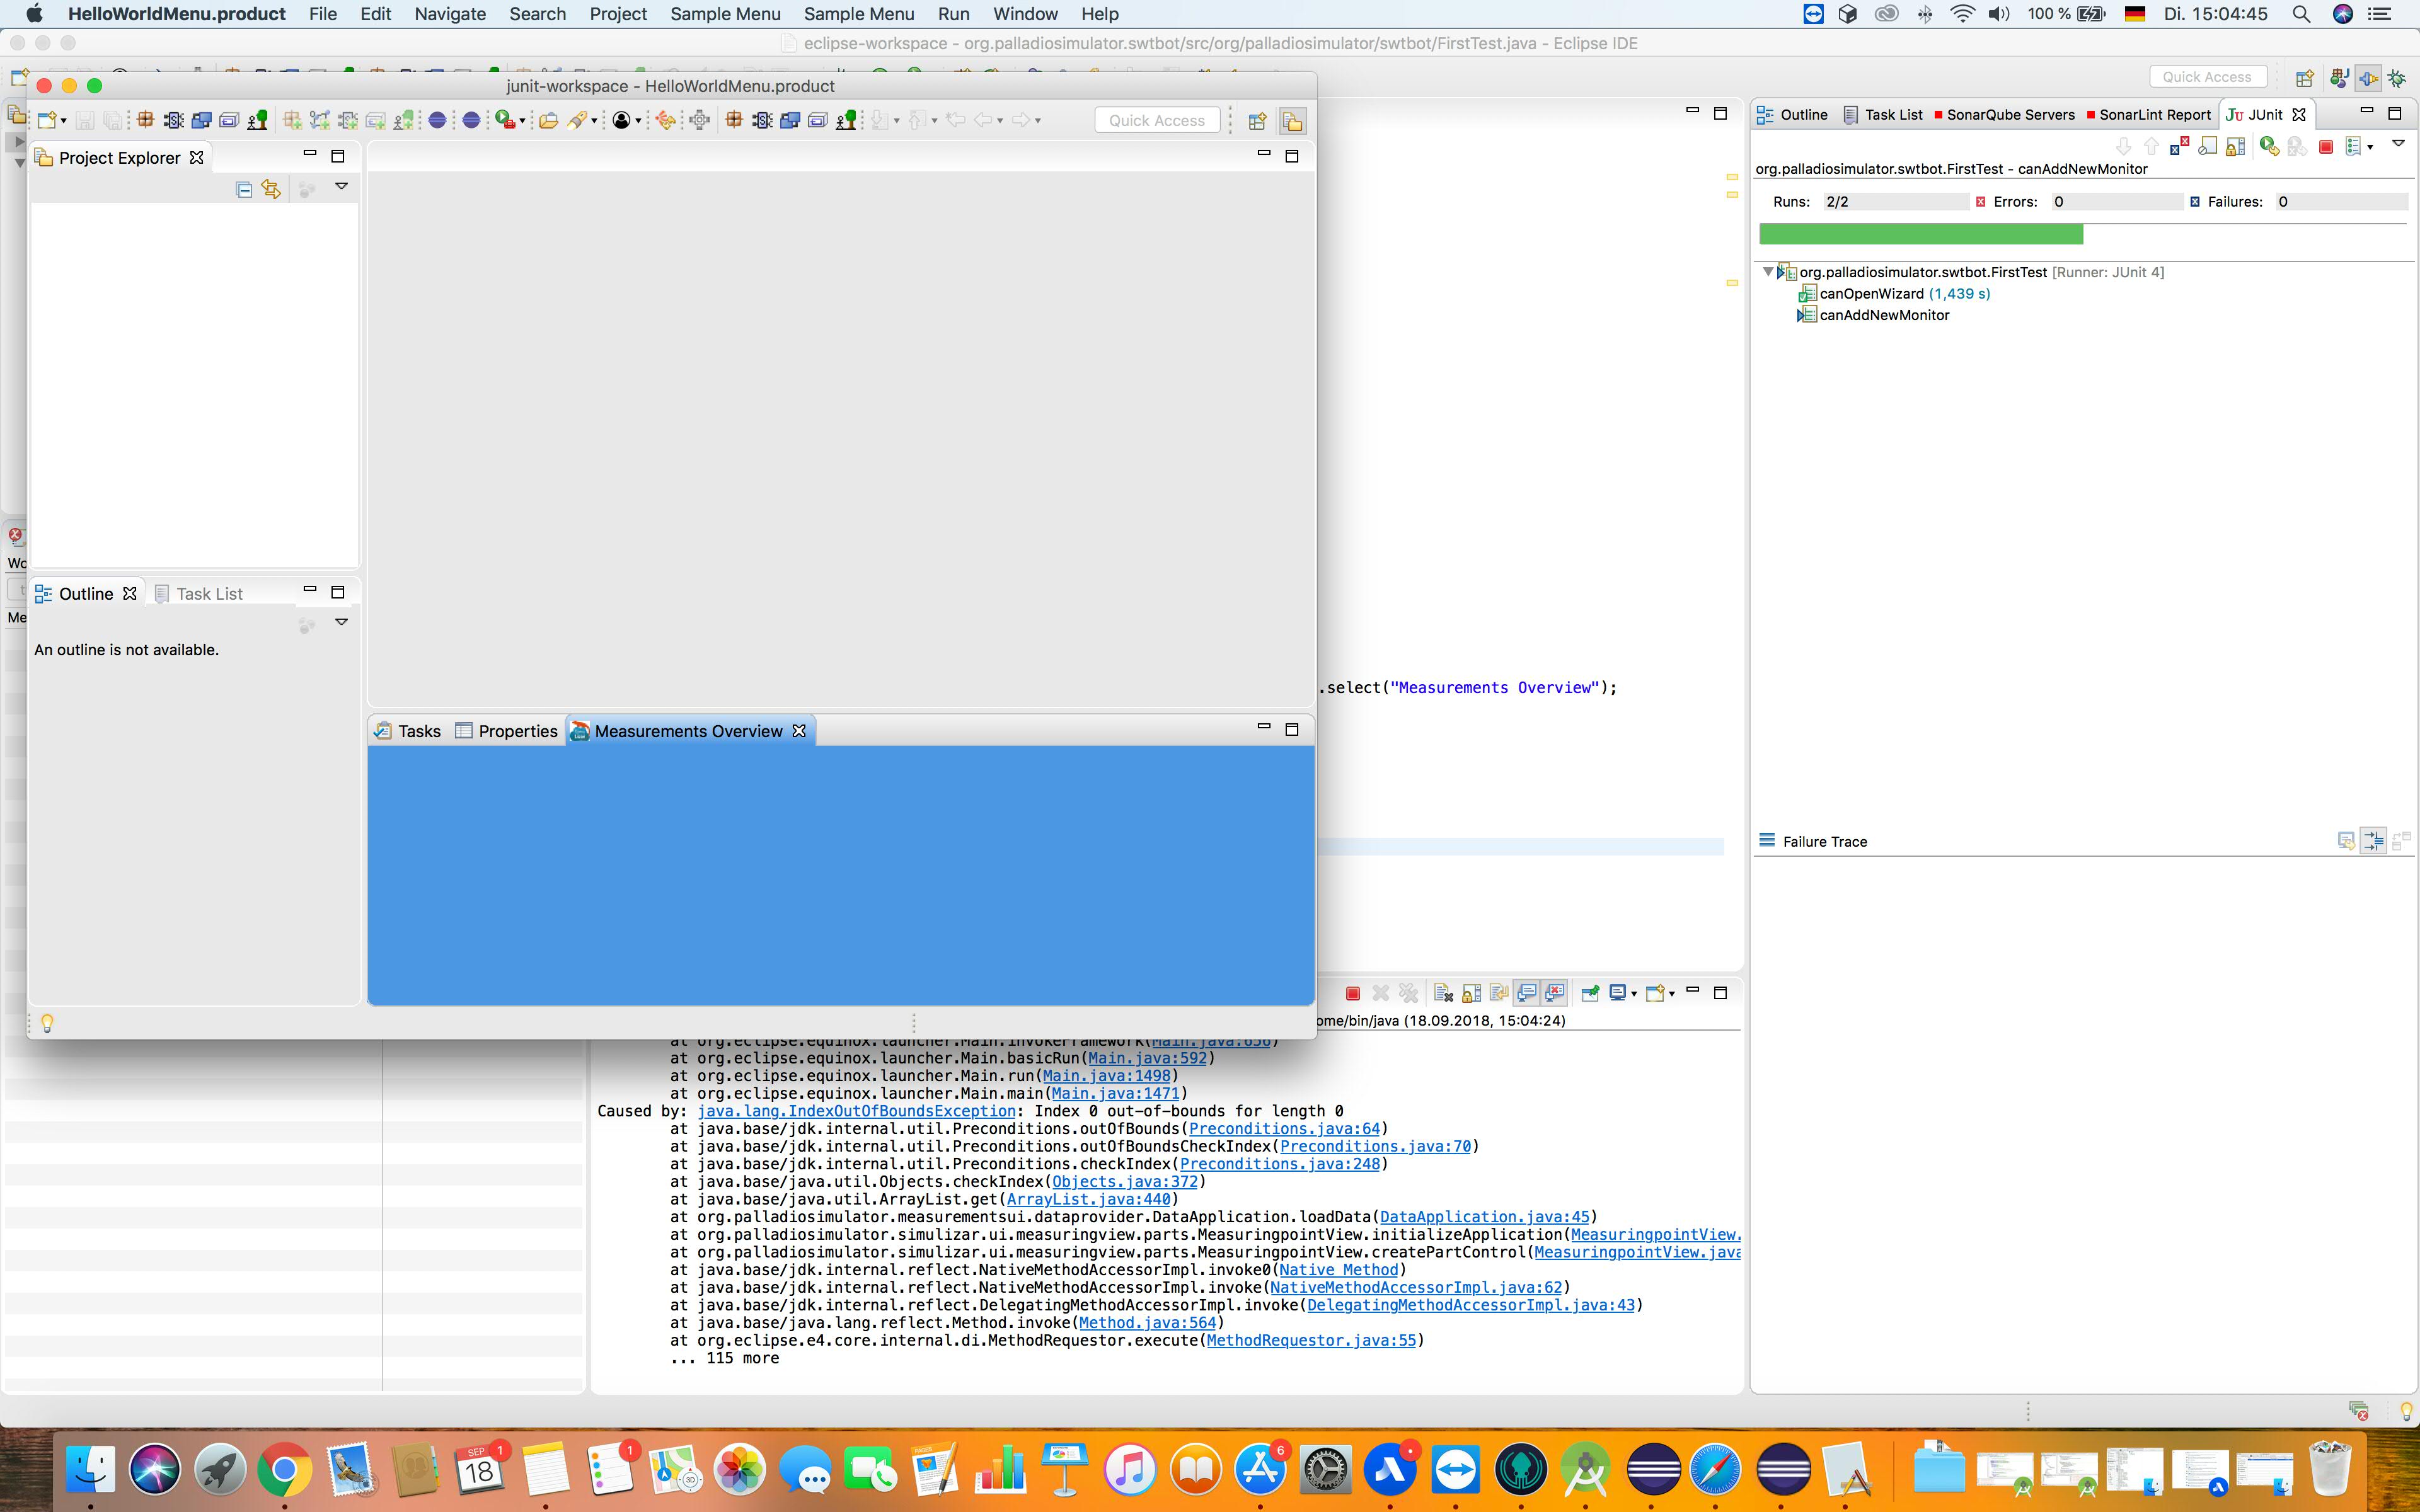 HelloWorldMenu.product File Edit Navigate Search Project Sample Menu Sample Menu Run Window Help 100 % Di. 15:04:45
eclipse-workspace - org.palladiosimulator.swtbot/src/org/palladiosimulator/swtbot/FirstTest.java - Eclipse IDE
Quick Access
junit-workspace - HelloWorldMenu.product
Quick Access
Project Explorer
Outline Task List
An outline is not available.
Tasks Properties Measurements Overview
Wo
Me
.select("Measurements Overview");
Outline Task List SonarQube Servers SonarLint Report JU JUnit
org.palladiosimulator.swtbot.FirstTest - canAddNewMonitor
Runs: 2/2 Errors: 0 Failures: 0
org.palladiosimulator.swtbot.FirstTest [Runner: JUnit 4]
canOpenWizard (1,439 s)
canAddNewMonitor
Failure Trace
ome/bin/java (18.09.2018, 15:04:24)
at org.eclipse.equinox.launcher.Main.invokeFramework(Main.java:656)
at org.eclipse.equinox.launcher.Main.basicRun(Main.java:592)
at org.eclipse.equinox.launcher.Main.run(Main.java:1498)
at org.eclipse.equinox.launcher.Main.main(Main.java:1471)
Caused by: java.lang.IndexOutOfBoundsException: Index 0 out-of-bounds for length 0
at java.base/jdk.internal.util.Preconditions.outOfBounds(Preconditions.java:64)
at java.base/jdk.internal.util.Preconditions.outOfBoundsCheckIndex(Preconditions.java:70)
at java.base/jdk.internal.util.Preconditions.checkIndex(Preconditions.java:248)
at java.base/java.util.Objects.checkIndex(Objects.java:372)
at java.base/java.util.ArrayList.get(ArrayList.java:440)
at org.palladiosimulator.measurementsui.dataprovider.DataApplication.loadData(DataApplication.java:45)
at org.palladiosimulator.simulizar.ui.measuringview.parts.MeasuringpointView.initializeApplication(MeasuringpointView.
at org.palladiosimulator.simulizar.ui.measuringview.parts.MeasuringpointView.createPartControl(MeasuringpointView.java
at java.base/jdk.internal.reflect.NativeMethodAccessorImpl.invoke0(Native Method)
at java.base/jdk.internal.reflect.NativeMethodAccessorImpl.invoke(NativeMethodAccessorImpl.java:62)
at java.base/jdk.internal.reflect.DelegatingMethodAccessorImpl.invoke(DelegatingMethodAccessorImpl.java:43)
at java.base/java.lang.reflect.Method.invoke(Method.java:564)
at org.eclipse.e4.core.internal.di.MethodRequestor.execute(MethodRequestor.java:55)
... 115 more
SEP 18 1
1
3D
PAGES
6